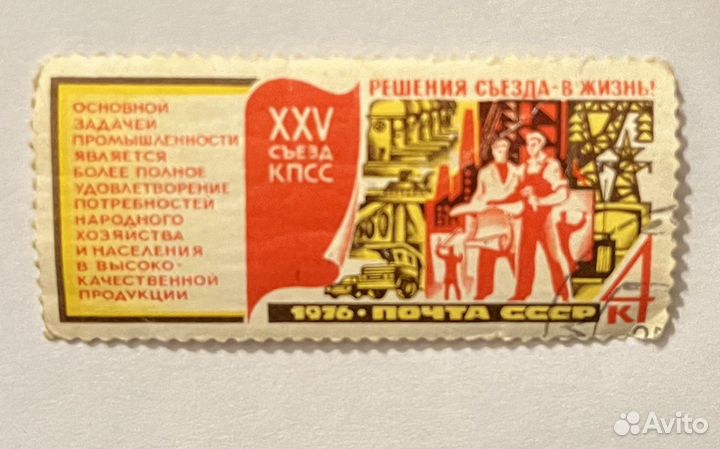 ОСНОВНОЙ
ЗАДАЧЕЙ
ПРОМЫШЛЕННОСТИ
ЯВЛЯЕТСЯ
БОЛЕЕ ПОЛНОЕ
УДОВЛЕТВОРЕНИЕ
ПОТРЕБНОСТЕЙ
НАРОДНОГО
ХОЗЯЙСТВА
И НАСЕЛЕНИЯ
В ВЫСОКО-
КАЧЕСТВЕННОЙ
ПРОДУКЦИИ
XXV
СЪЕЗД
КПСС
РЕШЕНИЯ СЪЕЗДА - В ЖИЗНЬ!
1976 • ПОЧТА СССР
4 К
Avito